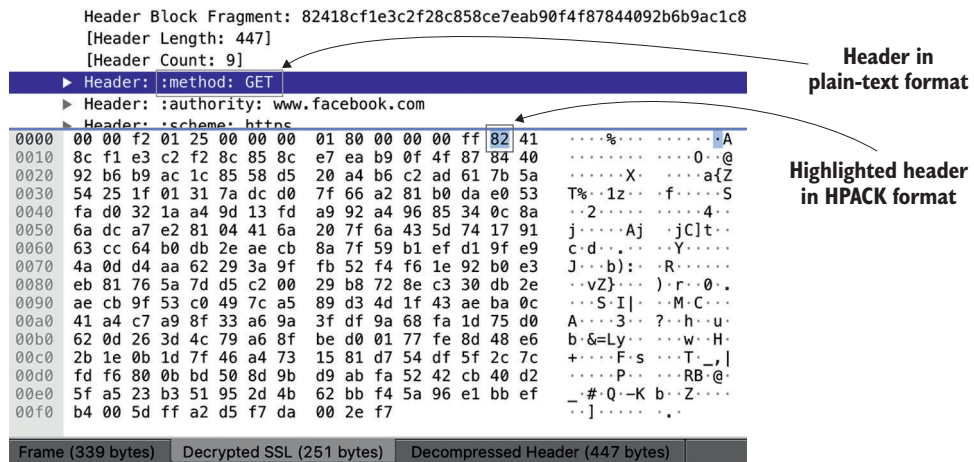 Header Block Fragment: 82418cf1e3c2f28c858ce7eab90f4f87844092b6b9ac1c8
[Header Length: 447]
[Header Count: 9]
Header: :method: GET
Header: :authority: www.facebook.com
Header: :scheme: https
Header in
plain-text format
Highlighted header
in HPACK format
0000 00 00 f2 01 25 00 00 00 01 80 00 00 00 ff 82 41 ····%··· ·······A
0010 8c f1 e3 c2 f2 8c 85 8c e7 ea b9 0f 4f 87 84 40 ········ ····O··@
0020 92 b6 b9 ac 1c 85 58 d5 20 a4 b6 c2 ad 61 7b 5a ······X· ····a{Z
0030 54 25 1f 01 31 7a dc d0 7f 66 a2 81 b0 da e0 53 T%··1z·· ·f·····S
0040 fa d0 32 1a a4 9d 13 fd a9 92 a4 96 85 34 0c 8a ··2····· ·····4··
0050 6a dc a7 e2 81 04 41 6a 20 7f 6a 43 5d 74 17 91 j·····Aj ·jC]t··
0060 63 cc 64 b0 db 2e ae cb 8a 7f 59 b1 ef d1 9f e9 c·d··.·· ··Y·····
0070 4a 0d d4 aa 62 29 3a 9f fb 52 f4 f6 1e 92 b0 e3 J···b):· ·R······
0080 eb 81 76 5a 7d d5 c2 00 29 b8 72 8e c3 30 db 2e ··vZ}··· )·r··0·.
0090 ae cb 9f 53 c0 49 7c a5 89 d3 4d 1f 43 ae ba 0c ···S·I|· ··M·C···
00a0 41 a4 c7 a9 8f 33 a6 9a 3f df 9a 68 fa 1d 75 d0 A····3·· ?··h··u·
00b0 62 0d 26 3d 4c 79 a6 8f be d0 01 77 fe 8d 48 e6 b·&=Ly·· ···w··H·
00c0 2b 1e 0b 1d 7f 46 a4 73 15 81 d7 54 df 5f 2c 7c +····F·s ···T·_,|
00d0 fd f6 80 0b bd 50 8d 9b d9 ab fa 52 42 cb 40 d2 ·····P·· ···RB·@·
00e0 5f a5 23 b3 51 95 2d 4b 62 bb f4 5a 96 e1 bb ef _·#·Q·-K b··Z····
00f0 b4 00 5d ff a2 d5 f7 da 00 2e f7 ··]····· ·.·
Frame (339 bytes) Decrypted SSL (251 bytes) Decompressed Header (447 bytes)